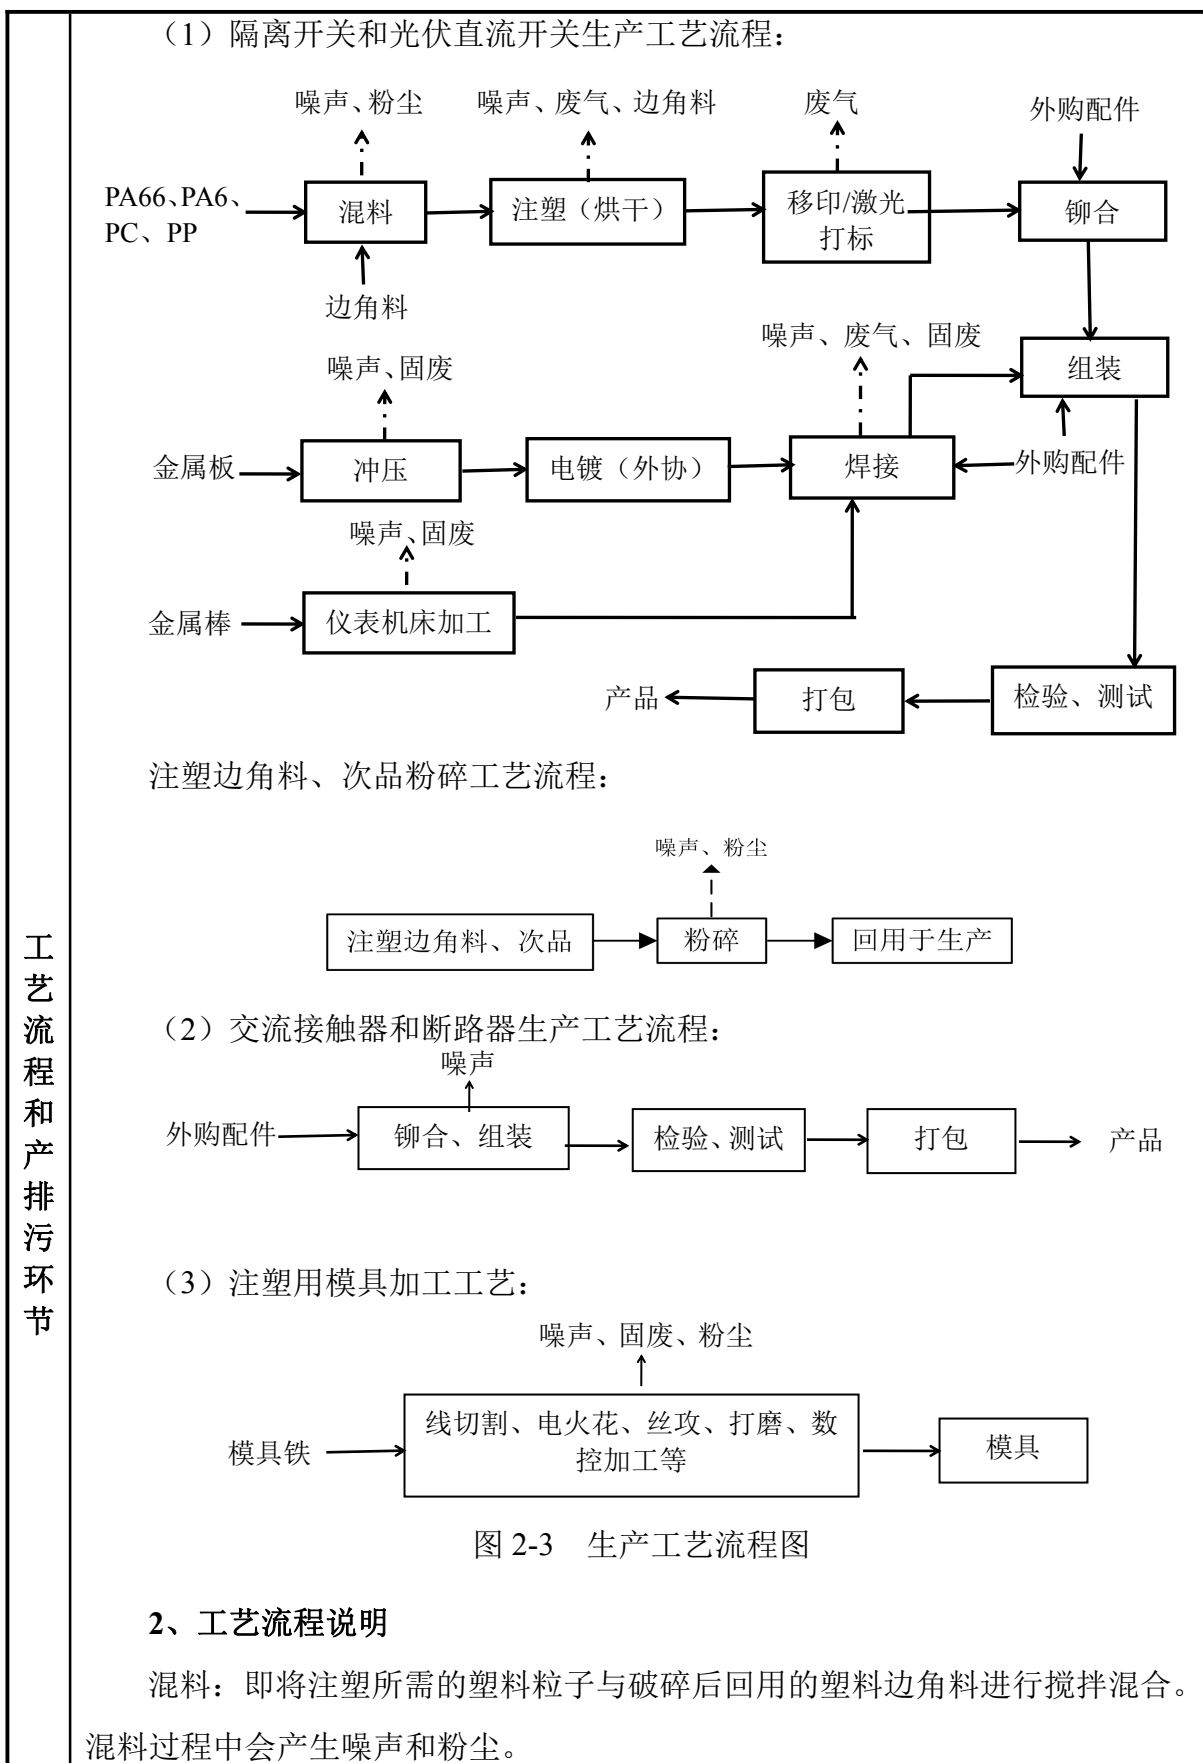 （1）隔离开关和光伏直流开关生产工艺流程：
噪声、粉尘
噪声、废气、边角料
废气
外购配件
PA66、PA6、
PC、PP
混料
注塑（烘干）
移印/激光
打标
铆合
边角料
噪声、废气、固废
噪声、固废
组装
金属板
冲压
电镀（外协）
焊接
外购配件
噪声、固废
金属棒
仪表机床加工
产品
打包
检验、测试
注塑边角料、次品粉碎工艺流程：
噪声、粉尘
注塑边角料、次品
粉碎
回用于生产
（2）交流接触器和断路器生产工艺流程：
噪声
外购配件
铆合、组装
检验、测试
打包
产品
（3）注塑用模具加工工艺：
噪声、固废、粉尘
线切割、电火花、丝攻、打磨、数
控加工等
模具铁
模具
图 2-3 生产工艺流程图
2、工艺流程说明
混料：即将注塑所需的塑料粒子与破碎后回用的塑料边角料进行搅拌混合。
混料过程中会产生噪声和粉尘。
工
艺
流
程
和
产
排
污
环
节